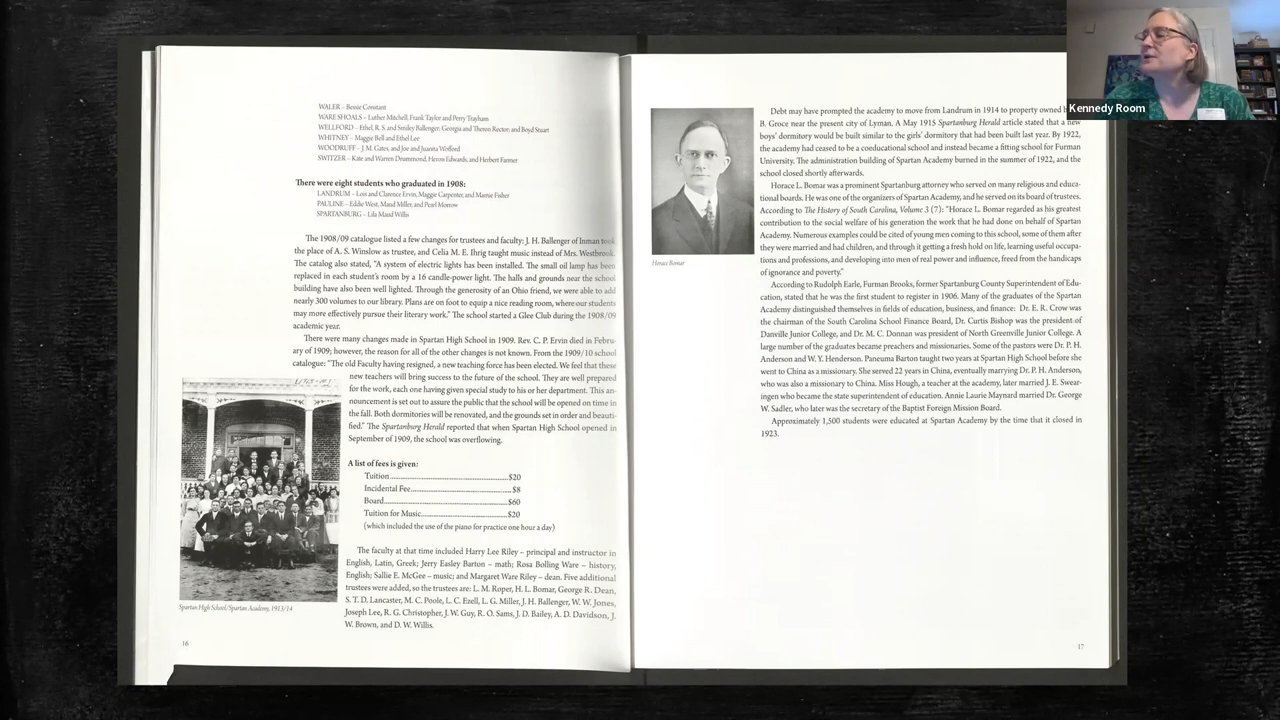 WALER – Bessie Constant
WARE SHOALS – Luther Mitchell, Frank Taylor and Perry Trayham
WELLFORD – Ethel, R. S. and Smiley Ballenger; Georgia and Theron Rector; and Boyd Stuart
WHITNEY – Maggie Bell and Ethel Lee
WOODRUFF – J. M. Gates, and Joe and Juanita Wofford
SWITZER – Kate and Warren Drummond, Heron Edwards, and Herbert Farmer
There were eight students who graduated in 1908:
LANDRUM – Lois and Clarence Ervin, Maggie Carpenter, and Mamie Fisher
PAULINE – Eddie West, Maud Miller, and Pearl Morrow
SPARTANBURG – Lila Maud Willis
The 1908/09 catalogue listed a few changes for trustees and faculty: J. H. Ballenger of Inman took
the place of A. S. Winslow as trustee, and Celia M. E. Ihrig taught music instead of Mrs. Westbrook.
The catalog also stated, "A system of electric lights has been installed. The small oil lamp has been
replaced in each student's room by a 16 candle-power light. The halls and grounds near the school
building have also been well lighted. Through the generosity of an Ohio friend, we were able to add
nearly 300 volumes to our library. Plans are on foot to equip a nice reading room, where our students
may more effectively pursue their literary work." The school started a Glee Club during the 1908/09
academic year.
There were many changes made in Spartan High School in 1909. Rev. C. P. Ervin died in Febru-
ary of 1909; however, the reason for all of the other changes is not known. From the 1909/10 school
catalogue: "The old Faculty having resigned, a new teaching force has been elected. We feel that these
new teachers will bring success to the future of the school. They are well prepared
for the work, each one having given special study to his or her department. This an-
nouncement is set out to assure the public that the school will be opened on time in
the fall. Both dormitories will be renovated, and the grounds set in order and beauti-
fied." The Spartanburg Herald reported that when Spartan High School opened in
September of 1909, the school was overflowing.
A list of fees is given:
Tuition..........$20
Incidental Fee..........$8
Board..........$60
Tuition for Music..........$20
(which included the use of the piano for practice one hour a day)
The faculty at that time included Harry Lee Riley – principal and instructor in
English, Latin, Greek; Jerry Easley Barton – math; Rosa Bolling Ware – history,
English; Sallie E. McGee – music; and Margaret Ware Riley – dean. Five additional
trustees were added, so the trustees are: L. M. Roper, H. L. Bomar, George R. Dean,
S. T. D. Lancaster, M. C. Poole, L. C. Ezell, L. G. Miller, J. H. Ballenger, W. W. Jones,
Joseph Lee, R. G. Christopher, J. W. Guy, R. O. Sams, J. D. Bailey, A. D. Davidson, J.
W. Brown, and D. W. Willis.
Spartan High School/Spartan Academy, 1913/14
16
Horace Bomar
Debt may have prompted the academy to move from Landrum in 1914 to property owned
B. Groce near the present city of Lyman. A May 1915 Spartanburg Herald article stated that a new
boys' dormitory would be built similar to the girls' dormitory that had been built last year. By 1922,
the academy had ceased to be a coeducational school and instead became a fitting school for Furman
University. The administration building of Spartan Academy burned in the summer of 1922, and the
school closed shortly afterwards.
Horace L. Bomar was a prominent Spartanburg attorney who served on many religious and educa-
tional boards. He was one of the organizers of Spartan Academy, and he served on its board of trustees.
According to The History of South Carolina, Volume 3 (7): "Horace L. Bomar regarded as his greatest
contribution to the social welfare of his generation the work that he had done on behalf of Spartan
Academy. Numerous examples could be cited of young men coming to this school, some of them after
they were married and had children, and through it getting a fresh hold on life, learning useful occupa-
tions and professions, and developing into men of real power and influence, freed from the handicaps
of ignorance and poverty."
According to Rudolph Earle, Furman Brooks, former Spartanburg County Superintendent of Edu-
cation, stated that he was the first student to register in 1906. Many of the graduates of the Spartan
Academy distinguished themselves in fields of education, business, and finance: Dr. E. R. Crow was
the chairman of the South Carolina School Finance Board, Dr. Curtis Bishop was the president of
Danville Junior College, and Dr. M. C. Donnan was president of North Greenville Junior College. A
large number of the graduates became preachers and missionaries. Some of the pastors were Dr. P. H.
Anderson and W. Y. Henderson. Paneuma Barton taught two years at Spartan High School before she
went to China as a missionary. She served 22 years in China, eventually marrying Dr. P. H. Anderson,
who was also a missionary to China. Miss Hough, a teacher at the academy, later married J. E. Swear-
ingen who became the state superintendent of education. Annie Laurie Maynard married Dr. George
W. Sadler, who later was the secretary of the Baptist Foreign Mission Board.
Approximately 1,500 students were educated at Spartan Academy by the time that it closed in
1923.
17
Kennedy Room